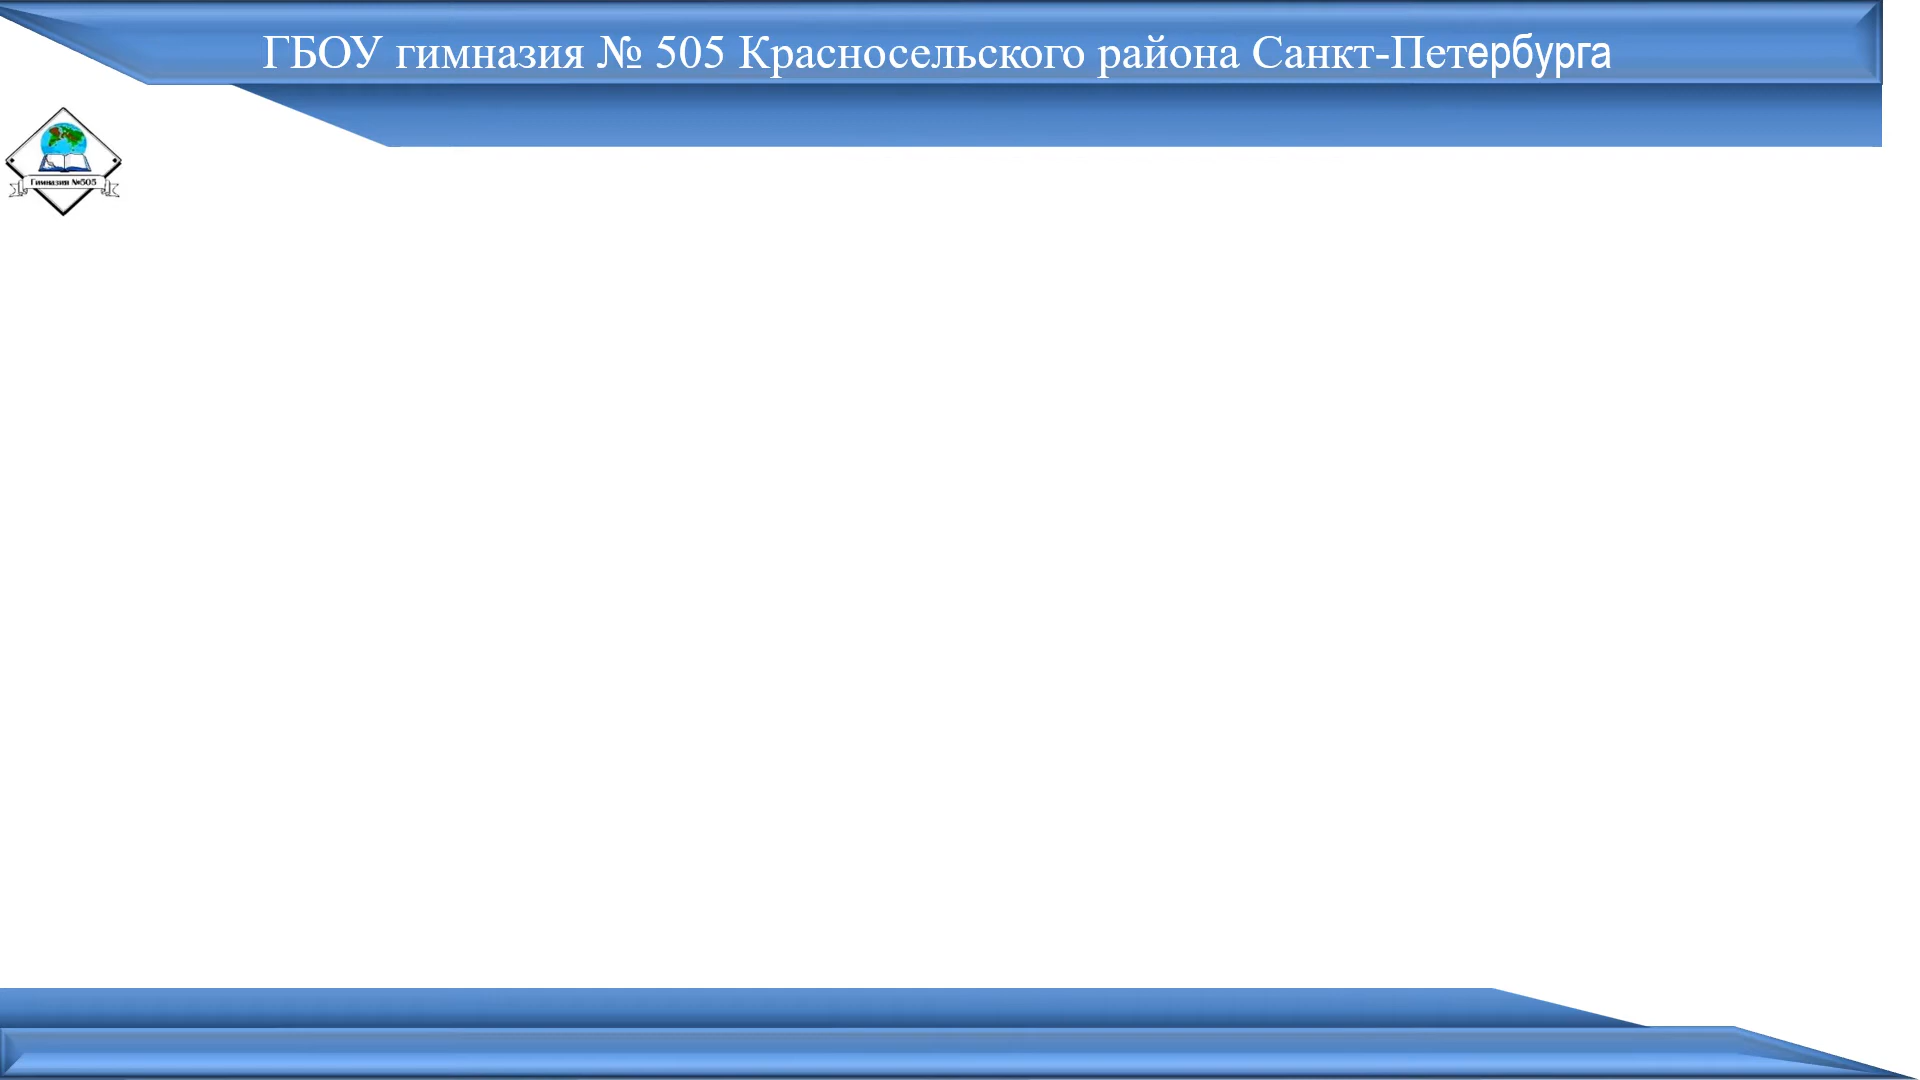 ГБОУ гимназия № 505 Красносельского района Санкт-Петербурга
Гимназия №505